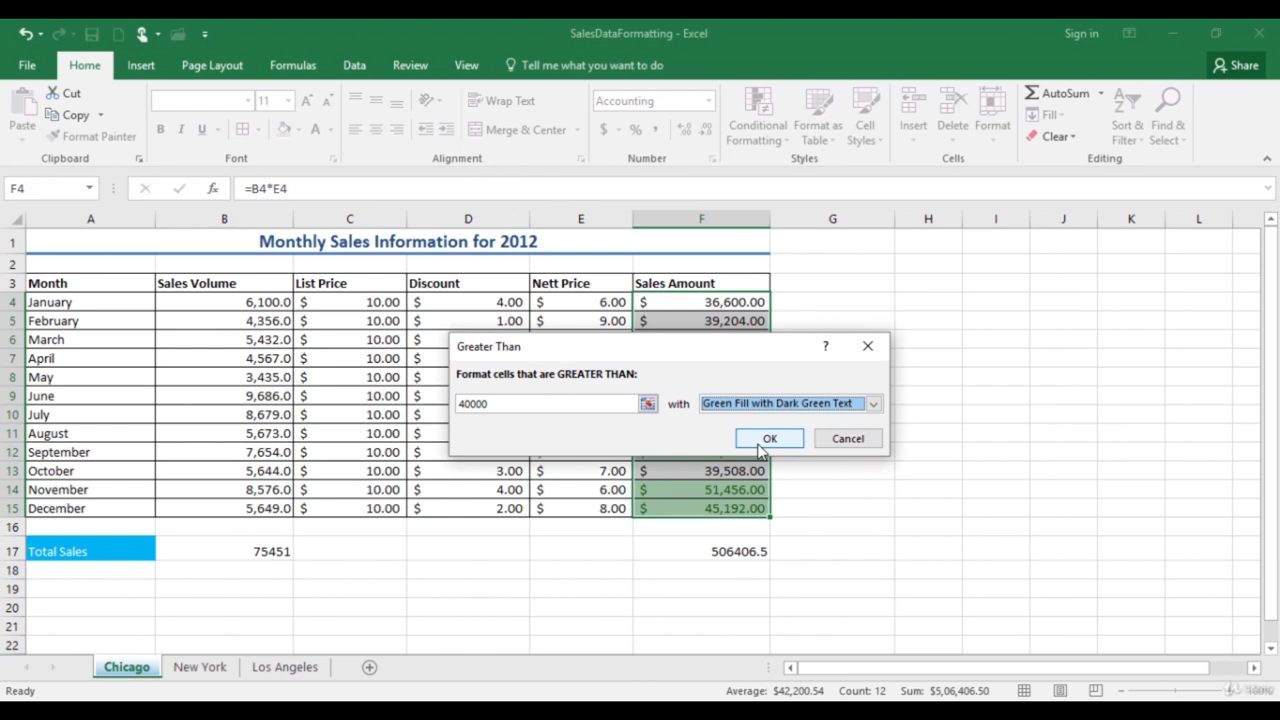 SalesDataFormatting - Excel
Sign in
File Home Insert Page Layout Formulas Data Review View Tell me what you want to do Share
Paste
Cut
Copy
Format Painter
Clipboard
11
B I U
Font
Wrap Text
Merge & Center
Alignment
Accounting
$ % ,
Number
Conditional Formatting
Format as Table
Cell Styles
Styles
Insert
Delete
Format
Cells
AutoSum
Fill
Clear
Sort & Filter
Find & Select
Editing
F4 fx =B4*E4
A B C D E F G H I J K L
1 Monthly Sales Information for 2012
2
3 Month Sales Volume List Price Discount Nett Price Sales Amount
4 January 6,100.0 $ 10.00 $ 4.00 $ 6.00 $ 36,600.00
5 February 4,356.0 $ 10.00 $ 1.00 $ 9.00 $ 39,204.00
6 March 5,432.0 $ 10.00 $
7 April 4,567.0 $ 10.00 $
8 May 3,435.0 $ 10.00 $
9 June 9,686.0 $ 10.00 $
10 July 8,679.0 $ 10.00 $
11 August 5,673.0 $ 10.00 $
12 September 7,654.0 $ 10.00 $
13 October 5,644.0 $ 10.00 $ 3.00 $ 7.00 $ 39,508.00
14 November 8,576.0 $ 10.00 $ 4.00 $ 6.00 $ 51,456.00
15 December 5,649.0 $ 10.00 $ 2.00 $ 8.00 $ 45,192.00
16
17 Total Sales 75451 506406.5
18
19
20
21
22
Greater Than ?
Format cells that are GREATER THAN:
40000 with Green Fill with Dark Green Text
OK Cancel
Chicago New York Los Angeles
Ready Average: $42,200.54 Count: 12 Sum: $5,06,406.50